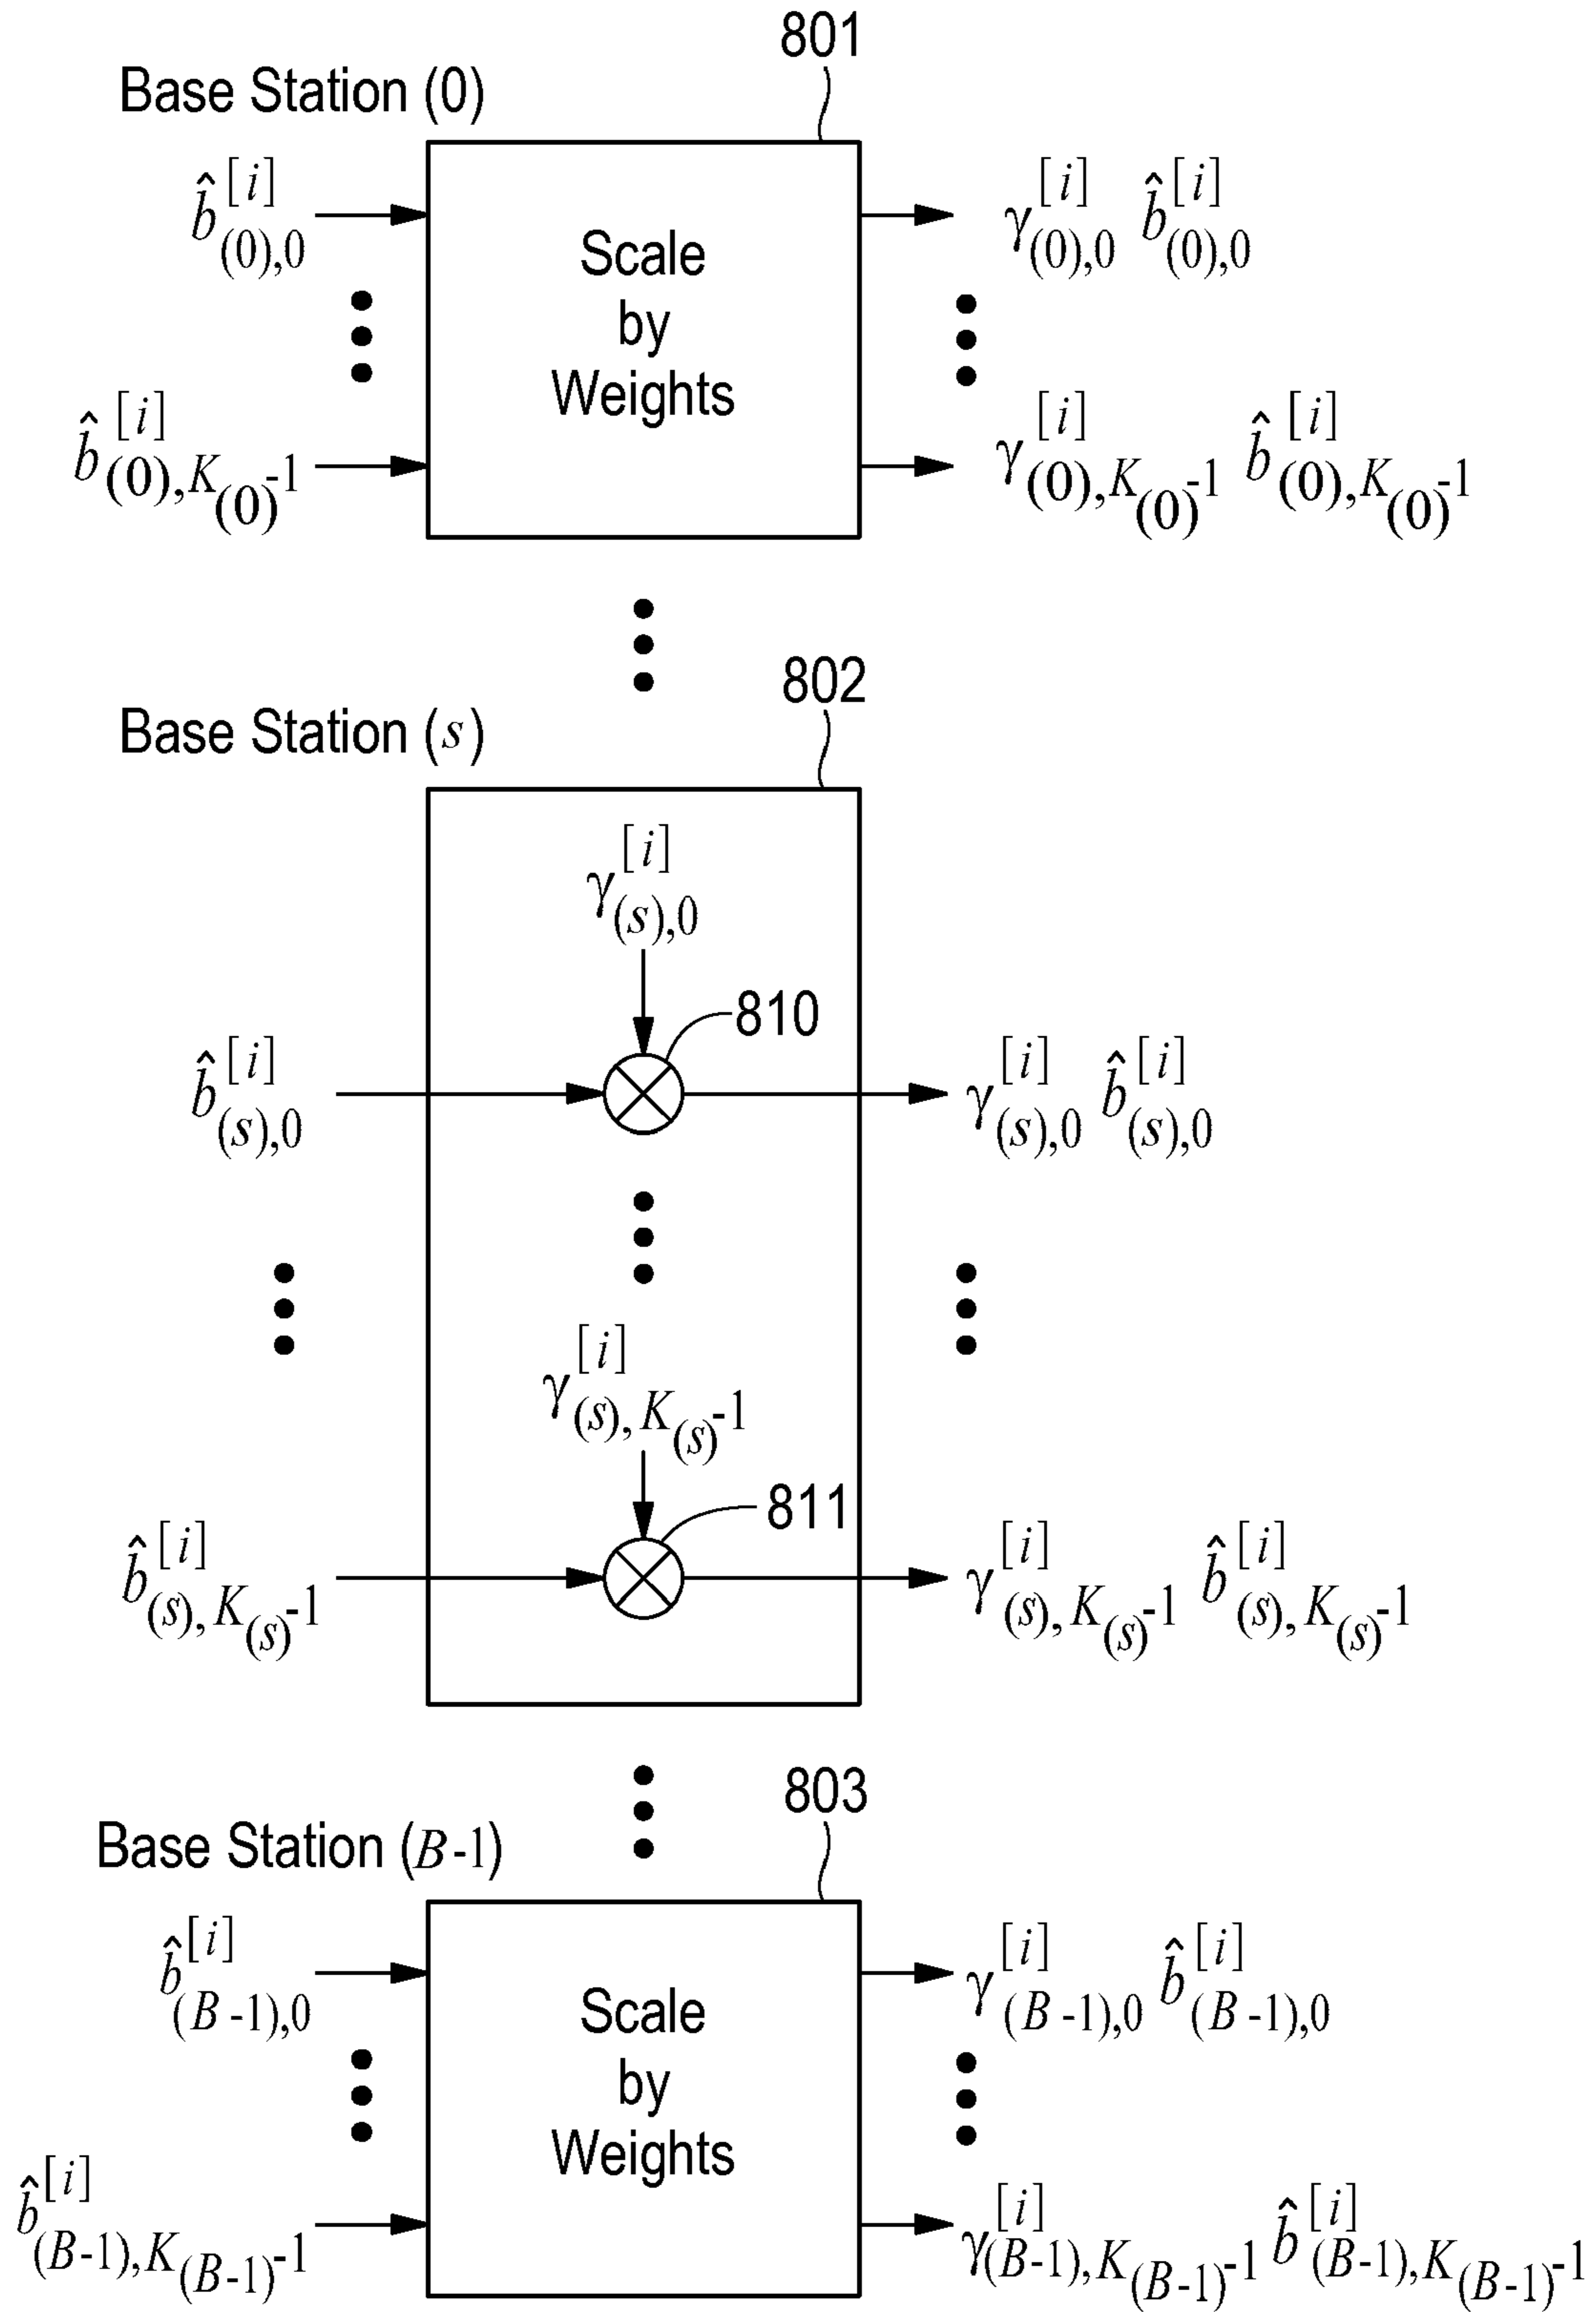 801
Base Station (0)
b̂^[i]_(0),0
Scale
by
Weights
γ^[i]_(0),0 b̂^[i]_(0),0
b̂^[i]_(0),K_(0)-1
γ^[i]_(0),K_(0)-1 b̂^[i]_(0),K_(0)-1
802
Base Station (s)
γ^[i]_(s),0
810
b̂^[i]_(s),0
γ^[i]_(s),0 b̂^[i]_(s),0
γ^[i]_(s),K_(s)-1
811
b̂^[i]_(s),K_(s)-1
γ^[i]_(s),K_(s)-1 b̂^[i]_(s),K_(s)-1
803
Base Station (B-1)
b̂^[i]_(B-1),0
Scale
by
Weights
γ^[i]_(B-1),0 b̂^[i]_(B-1),0
b̂^[i]_(B-1),K_(B-1)-1
γ^[i]_(B-1),K_(B-1)-1 b̂^[i]_(B-1),K_(B-1)-1